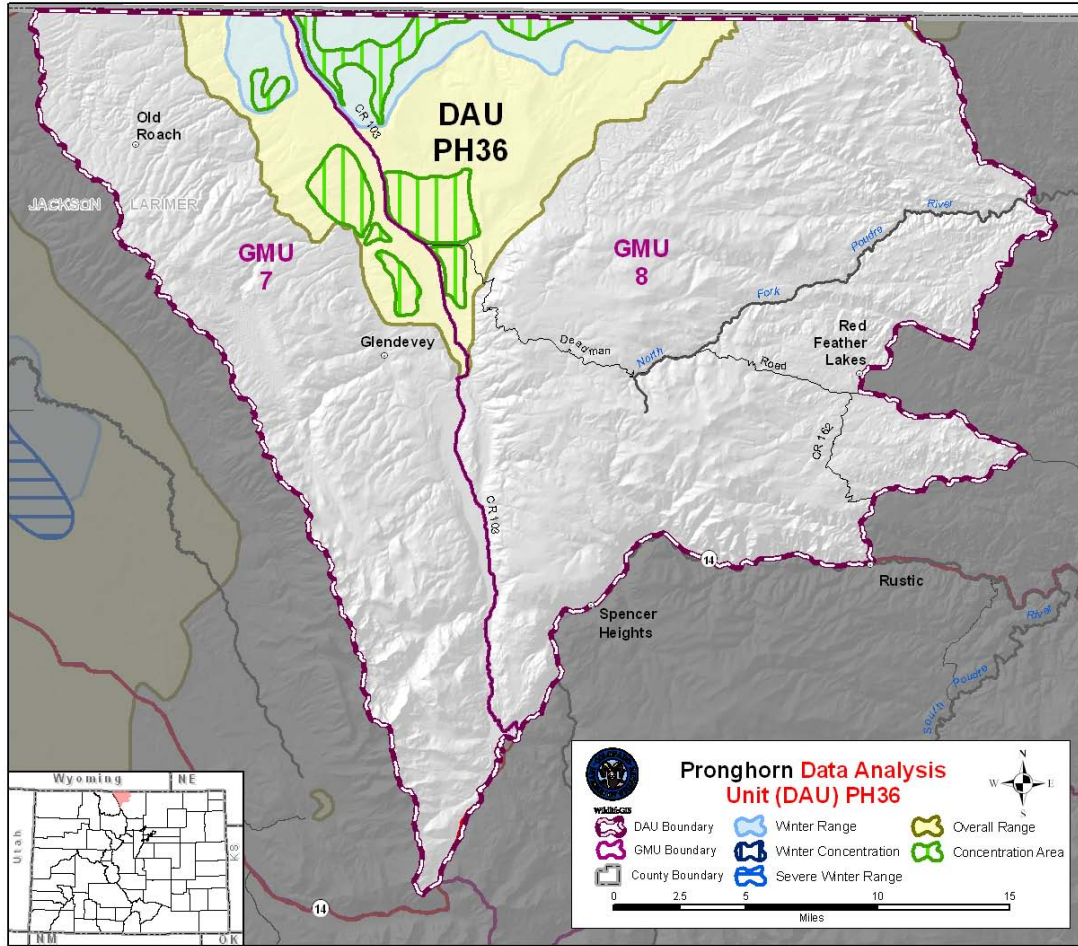 Old
Roach
CR 103
DAU
PH36
JACKSON
LARIMER
GMU
7
GMU
8
River
Poudre
Fork
North
Glendevey
Deadman
Road
Red
Feather
Lakes
CR 162
CR 103
14
Rustic
Spencer
Heights
River
Poudre
South
14
Wyoming
NE
Utah
KS
NM
OK
Pronghorn Data Analysis
Unit (DAU) PH36
N
W
E
S
DAU Boundary
Winter Range
Overall Range
GMU Boundary
Winter Concentration
Concentration Area
County Boundary
Severe Winter Range
0 5 10 15
Miles